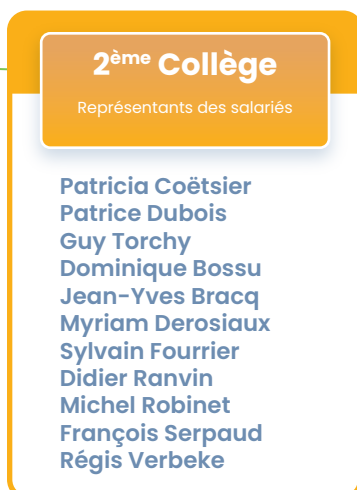 2ème Collège
Représentants des salariés
Patricia Coëtsier
Patrice Dubois
Guy Torchy
Dominique Bossu
Jean-Yves Bracq
Myriam Derosiaux
Sylvain Fourrier
Didier Ranvin
Michel Robinet
François Serpaud
Régis Verbeke